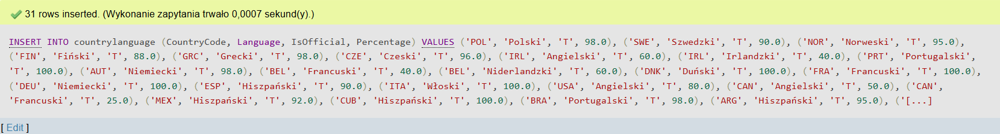 31 rows inserted. (Wykonanie zapytania trwało 0,0007 sekund(y).)
INSERT INTO countrylanguage (CountryCode, Language, IsOfficial, Percentage) VALUES ('POL', 'Polski', 'T', 98.0), ('SWE', 'Szwedzki', 'T', 90.0), ('NOR', 'Norweski', 'T', 95.0),
('FIN', 'Fiński', 'T', 88.0), ('GRC', 'Grecki', 'T', 98.0), ('CZE', 'Czeski', 'T', 96.0), ('IRL', 'Angielski', 'T', 60.0), ('IRL', 'Irlandzki', 'T', 40.0), ('PRT', 'Portugalski',
'T', 100.0), ('AUT', 'Niemiecki', 'T', 98.0), ('BEL', 'Francuski', 'T', 40.0), ('BEL', 'Niderlandzki', 'T', 60.0), ('DNK', 'Duński', 'T', 100.0), ('FRA', 'Francuski', 'T', 100.0),
('DEU', 'Niemiecki', 'T', 100.0), ('ESP', 'Hiszpański', 'T', 90.0), ('ITA', 'Włoski', 'T', 100.0), ('USA', 'Angielski', 'T', 80.0), ('CAN', 'Angielski', 'T', 50.0), ('CAN',
'Francuski', 'T', 25.0), ('MEX', 'Hiszpański', 'T', 92.0), ('CUB', 'Hiszpański', 'T', 100.0), ('BRA', 'Portugalski', 'T', 98.0), ('ARG', 'Hiszpański', 'T', 95.0), ('[...]
[ Edit ]